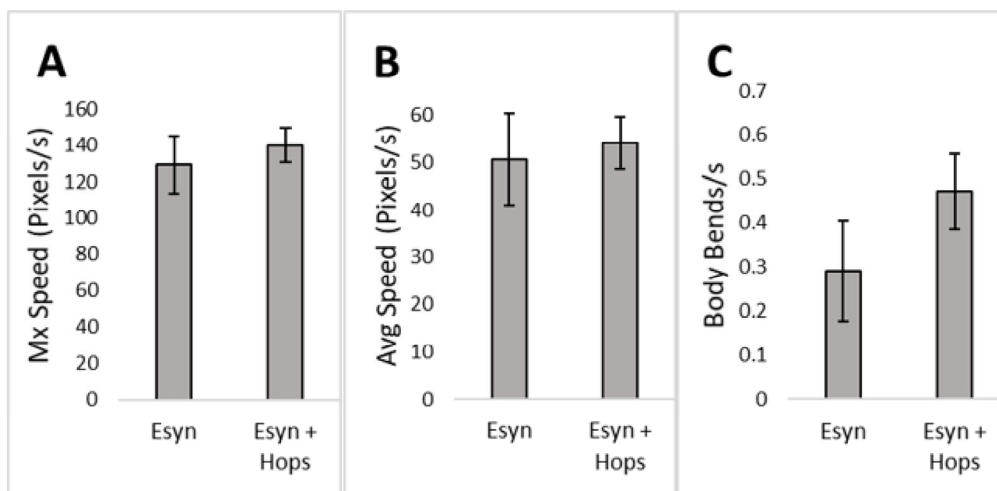 A
Mx Speed (Pixels/s)
160
140
120
100
80
60
40
20
0
Esyn
Esyn +
Hops
B
Avg Speed (Pixels/s)
60
50
40
30
20
10
0
Esyn
Esyn +
Hops
C
Body Bends/s
0.7
0.6
0.5
0.4
0.3
0.2
0.1
0
Esyn
Esyn +
Hops